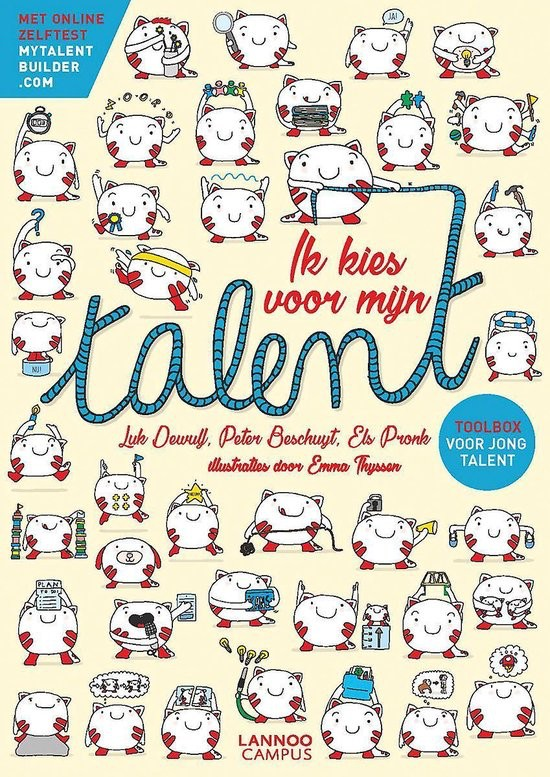 MET ONLINE
ZELFTEST
MYTALENT
BUILDER
.COM
JA!
Ik kies
voor mijn
talent
NU!
Luk Dewulf, Peter Beschuyt, Els Pronk
illustraties door Emma Thyssen
TOOLBOX
VOOR JONG
TALENT
PLAN
LANNOO
CAMPUS